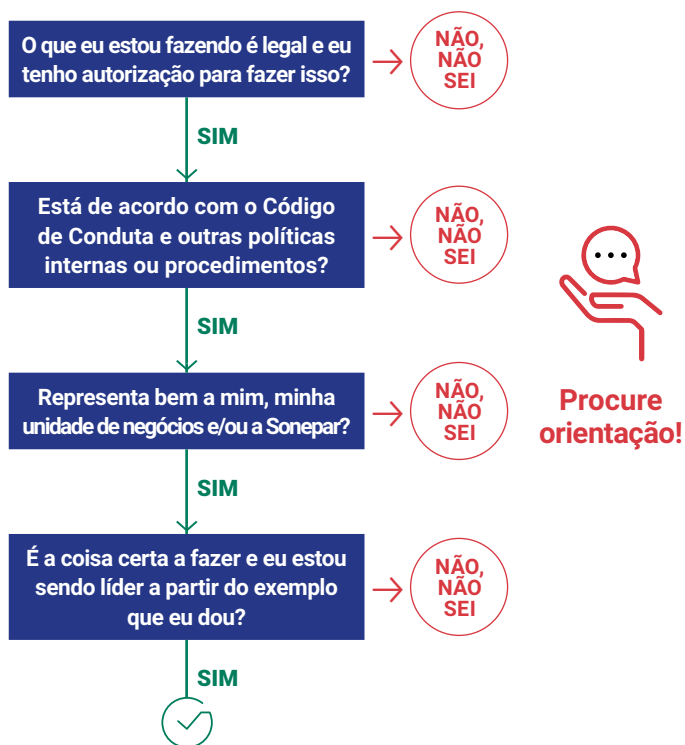 O que eu estou fazendo é legal e eu
tenho autorização para fazer isso?
NÃO,
NÃO
SEI
SIM
Está de acordo com o Código
de Conduta e outras políticas
internas ou procedimentos?
NÃO,
NÃO
SEI
SIM
Representa bem a mim, minha
unidade de negócios e/ou a Sonepar?
NÃO,
NÃO
SEI
Procure
orientação!
SIM
É a coisa certa a fazer e eu estou
sendo líder a partir do exemplo
que eu dou?
NÃO,
NÃO
SEI
SIM